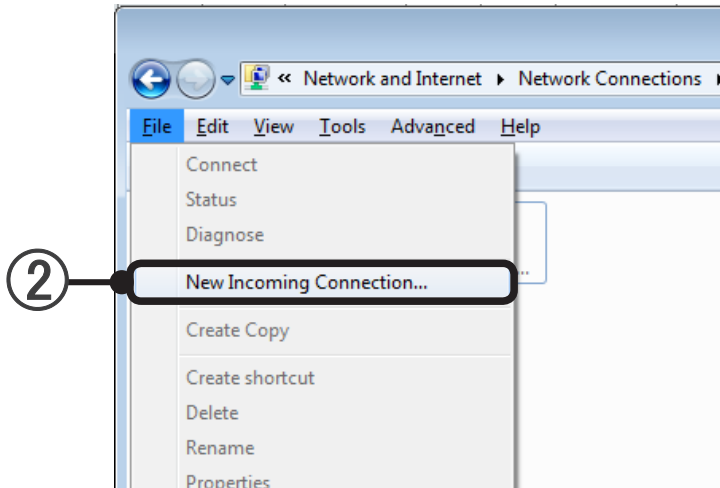 « Network and Internet ▸ Network Connections ▸
File Edit View Tools Advanced Help
Connect
Status
Diagnose
② New Incoming Connection...
...
Create Copy
Create shortcut
Delete
Rename
Properties